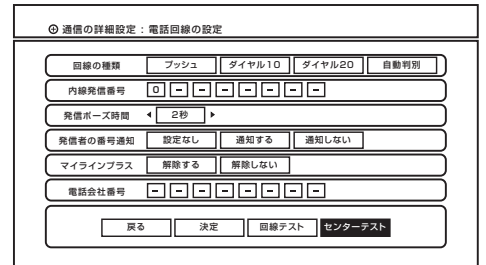 ⊕ 通信の詳細設定：電話回線の設定
回線の種類 プッシュ ダイヤル10 ダイヤル20 自動判別
内線発信番号 0 - - - - - - -
発信ポーズ時間 2秒
発信者の番号通知 設定なし 通知する 通知しない
マイラインプラス 解除する 解除しない
電話会社番号 - - - - - - - -
戻る 決定 回線テスト センターテスト